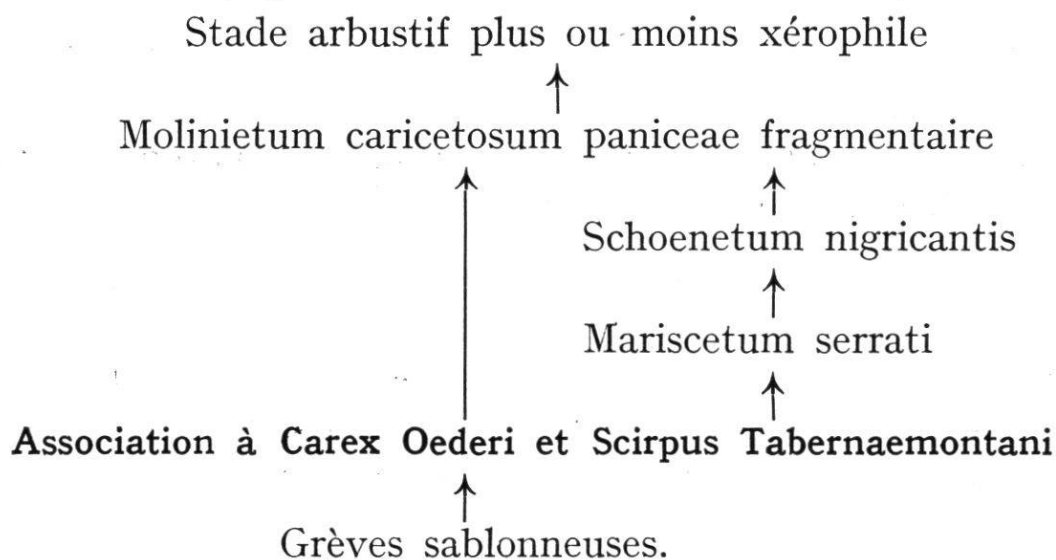 Stade arbustif plus ou moins xérophile
Molinietum caricetosum paniceae fragmentaire
Schoenetum nigricantis
Mariscetum serrati
Association à Carex Oederi et Scirpus Tabernaemontani
Grèves sablonneuses.